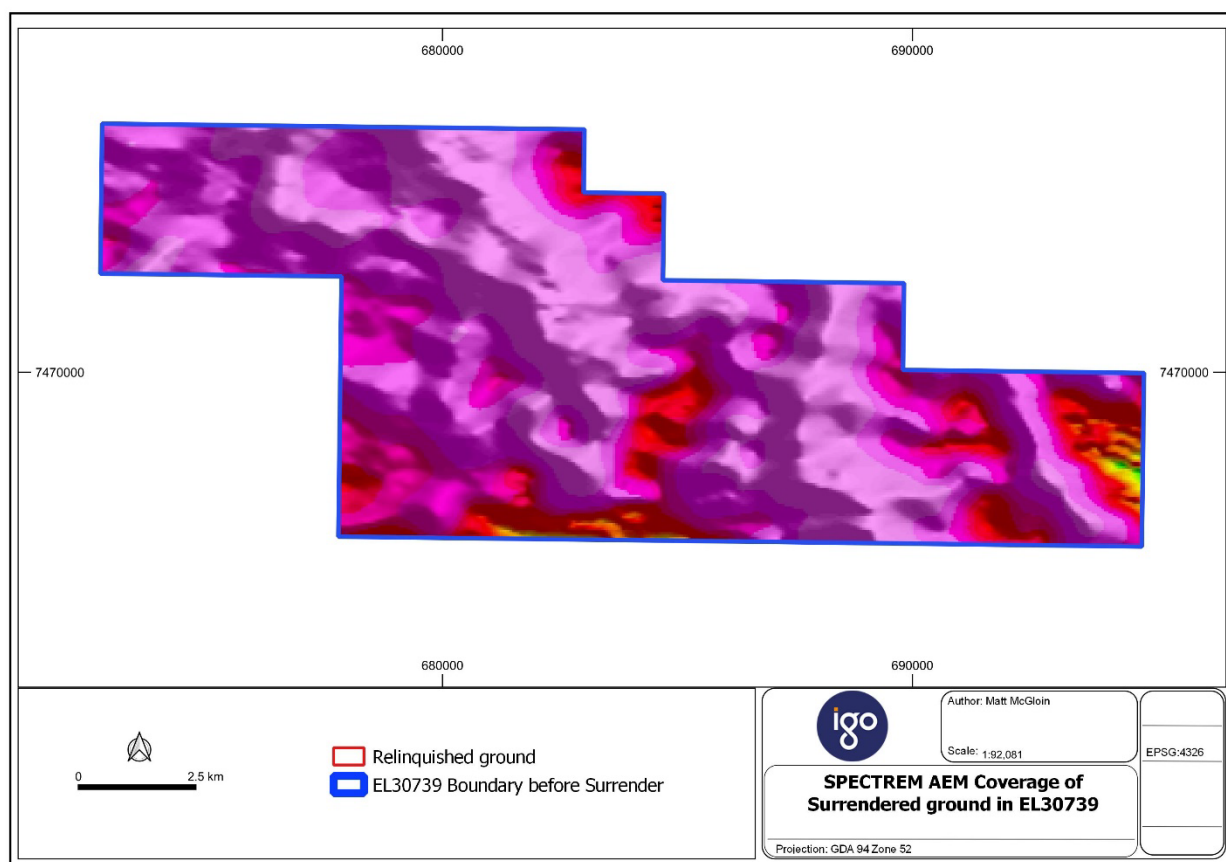 680000
690000
7470000
7470000
680000
690000
0
2.5 km
Relinquished ground
EL30739 Boundary before Surrender
igo
Author: Matt McGloin
Scale: 1:92,081
EPSG:4326
SPECTREM AEM Coverage of
Surrendered ground in EL30739
Projection: GDA 94 Zone 52